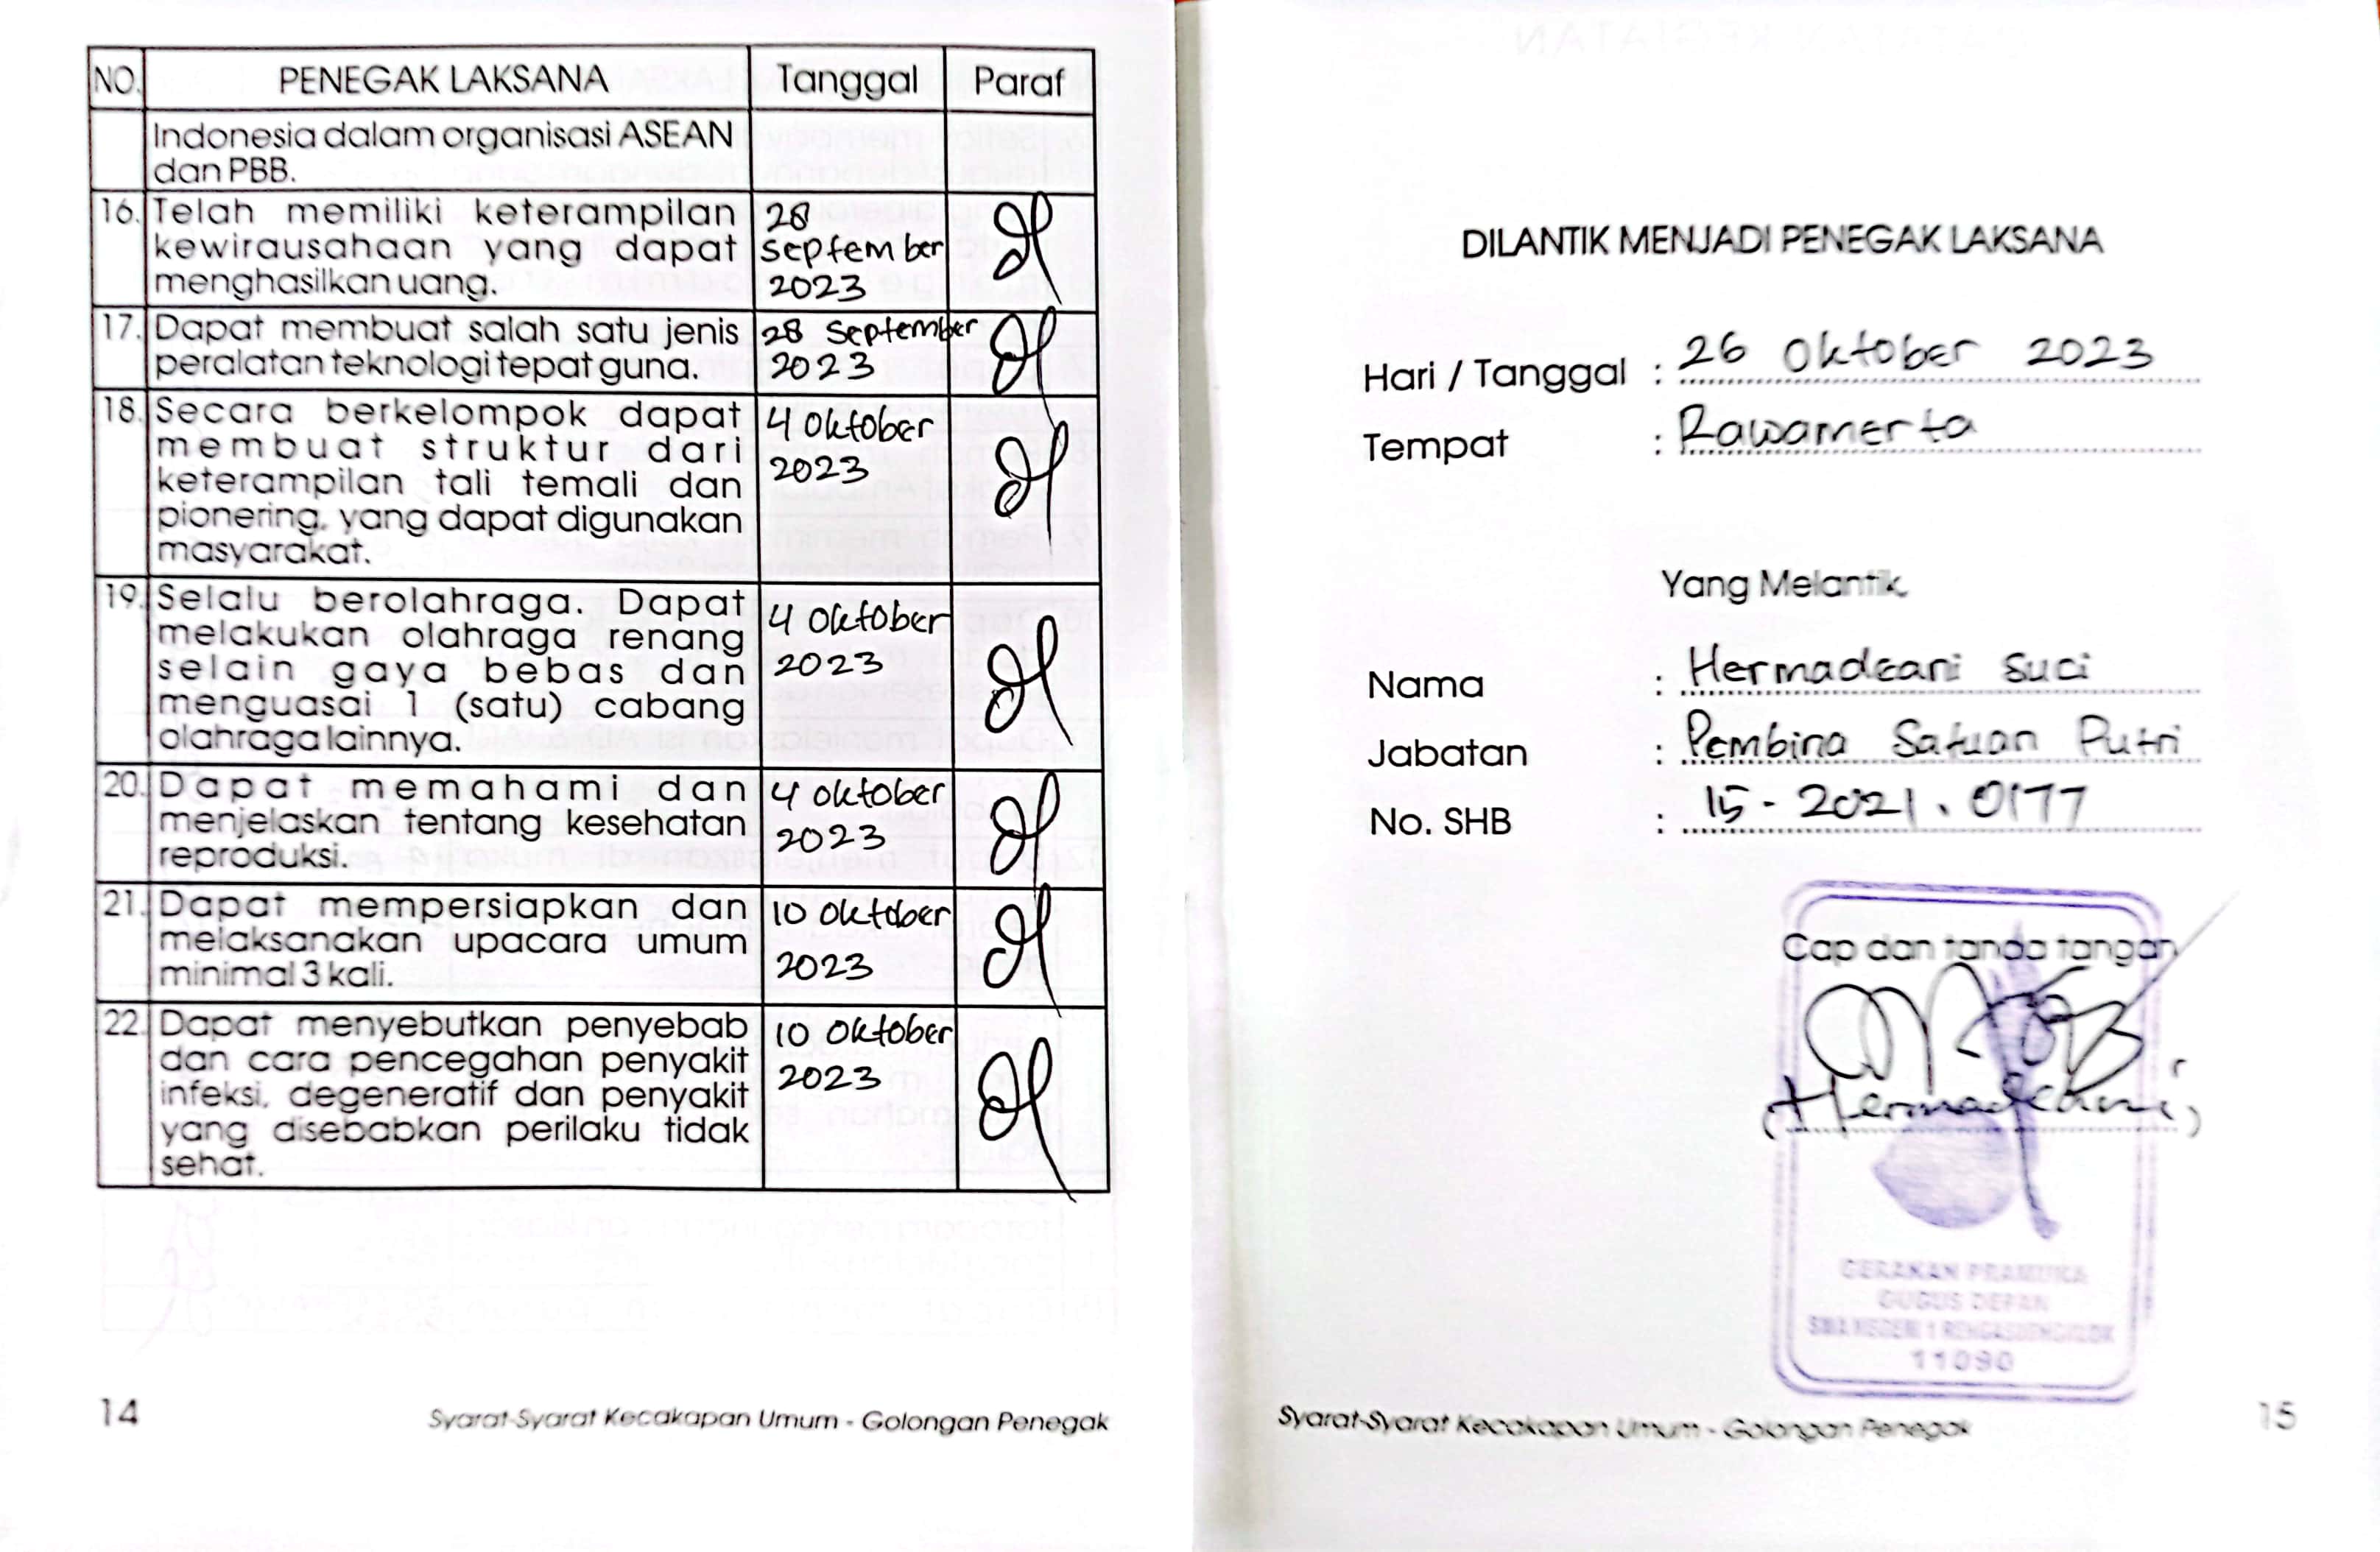 NO. PENEGAK LAKSANA Tanggal Paraf
Indonesia dalam organisasi ASEAN
dan PBB.
16. Telah memiliki keterampilan 28
kewirausahaan yang dapat September
menghasilkan uang. 2023
17. Dapat membuat salah satu jenis 28 September
peralatan teknologi tepat guna. 2023
18. Secara berkelompok dapat 4 Oktober
membuat struktur dari 2023
keterampilan tali temali dan
pionering, yang dapat digunakan
masyarakat.
19. Selalu berolahraga. Dapat 4 Oktober
melakukan olahraga renang
selain gaya bebas dan 2023
menguasai 1 (satu) cabang
olahraga lainnya.
20. Dapat memahami dan 4 Oktober
menjelaskan tentang kesehatan 2023
reproduksi.
21. Dapat mempersiapkan dan 10 Oktober
melaksanakan upacara umum
minimal 3 kali. 2023
22. Dapat menyebutkan penyebab 10 Oktober
dan cara pencegahan penyakit 2023
infeksi, degeneratif dan penyakit
yang disebabkan perilaku tidak
sehat.
14 Syarat-Syarat Kecakapan Umum - Golongan Penegak
DILANTIK MENJADI PENEGAK LAKSANA
Hari / Tanggal : 26 Oktober 2023
Tempat : Rawamerta
Yang Melantik,
Nama : Hermadeani Suci
Jabatan : Pembina Satuan Putri
No. SHB : 15 - 2021 . 0177
Cap dan tanda tangan
(Hermadeani)
GERAKAN PRAMUKA
GUGUS DEPAN
SMA NEGERI 1 RENGASDENGKLOK
11090
Syarat-Syarat Kecakapan Umum - Golongan Penegak 15